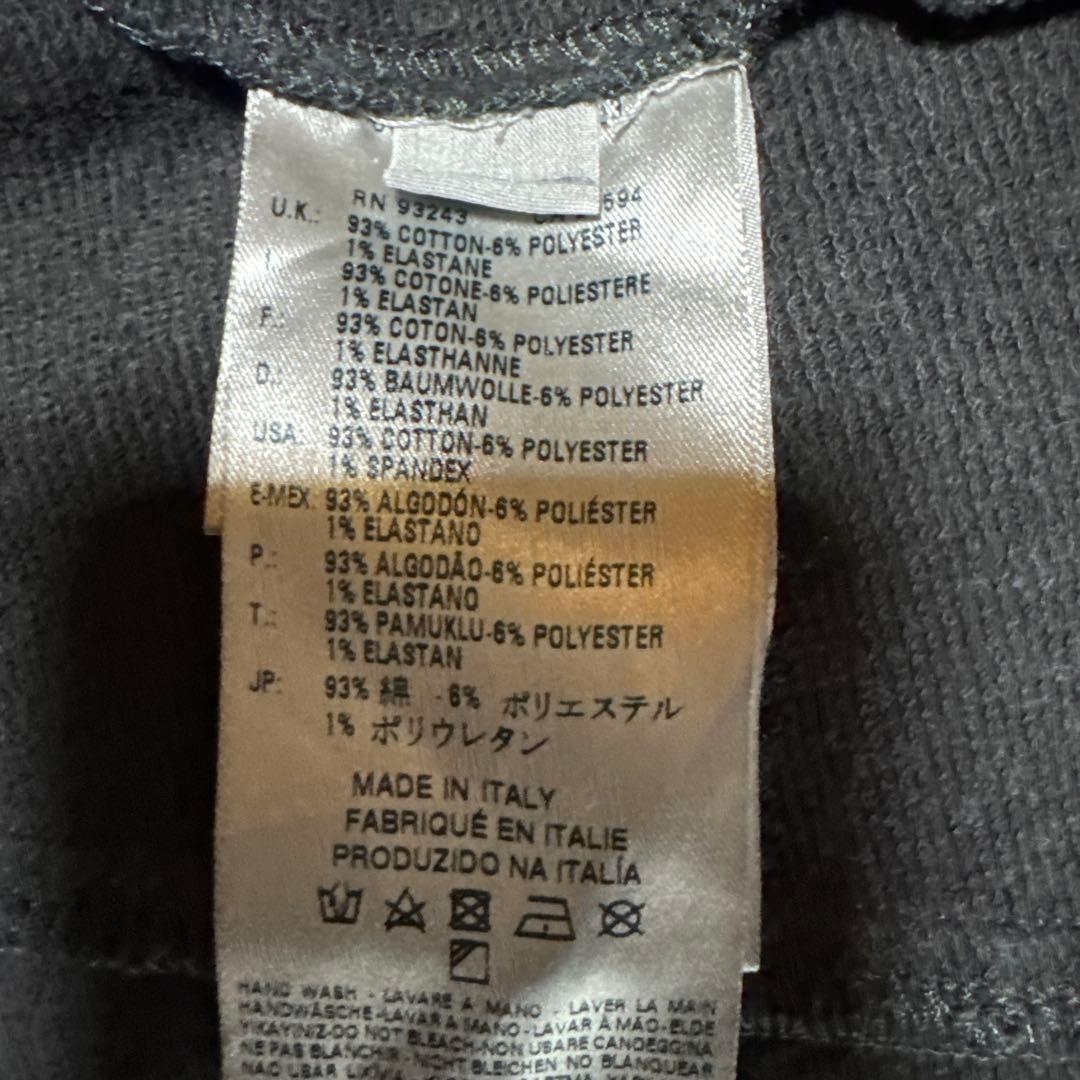 RN 93243 594
U.K.: 93% COTTON-6% POLYESTER
1% ELASTANE
93% COTONE-6% POLIESTERE
1% ELASTAN
F.: 93% COTON-6% POLYESTER
1% ELASTHANNE
D.: 93% BAUMWOLLE-6% POLYESTER
1% ELASTHAN
USA: 93% COTTON-6% POLYESTER
1% SPANDEX
E-MEX: 93% ALGODÓN-6% POLIÉSTER
1% ELASTANO
P.: 93% ALGODÃO-6% POLIÉSTER
1% ELASTANO
T.: 93% PAMUKLU-6% POLYESTER
1% ELASTAN
JP: 93% 綿 -6% ポリエステル
1% ポリウレタン
MADE IN ITALY
FABRIQUÉ EN ITALIE
PRODUZIDO NA ITALÍA
HAND WASH - LAVARE A MANO - LAVER LA MAIN
HANDWÄSCHE-LAVAR A MANO-LAVAR À MÃO-ELDE
YIKAYINIZ-DO NOT BLEACH-NON USARE CANDEGGINA
NE PAS BLANCHIR - NICHT BLEICHEN NO BLANQUEAR
NAO USAR